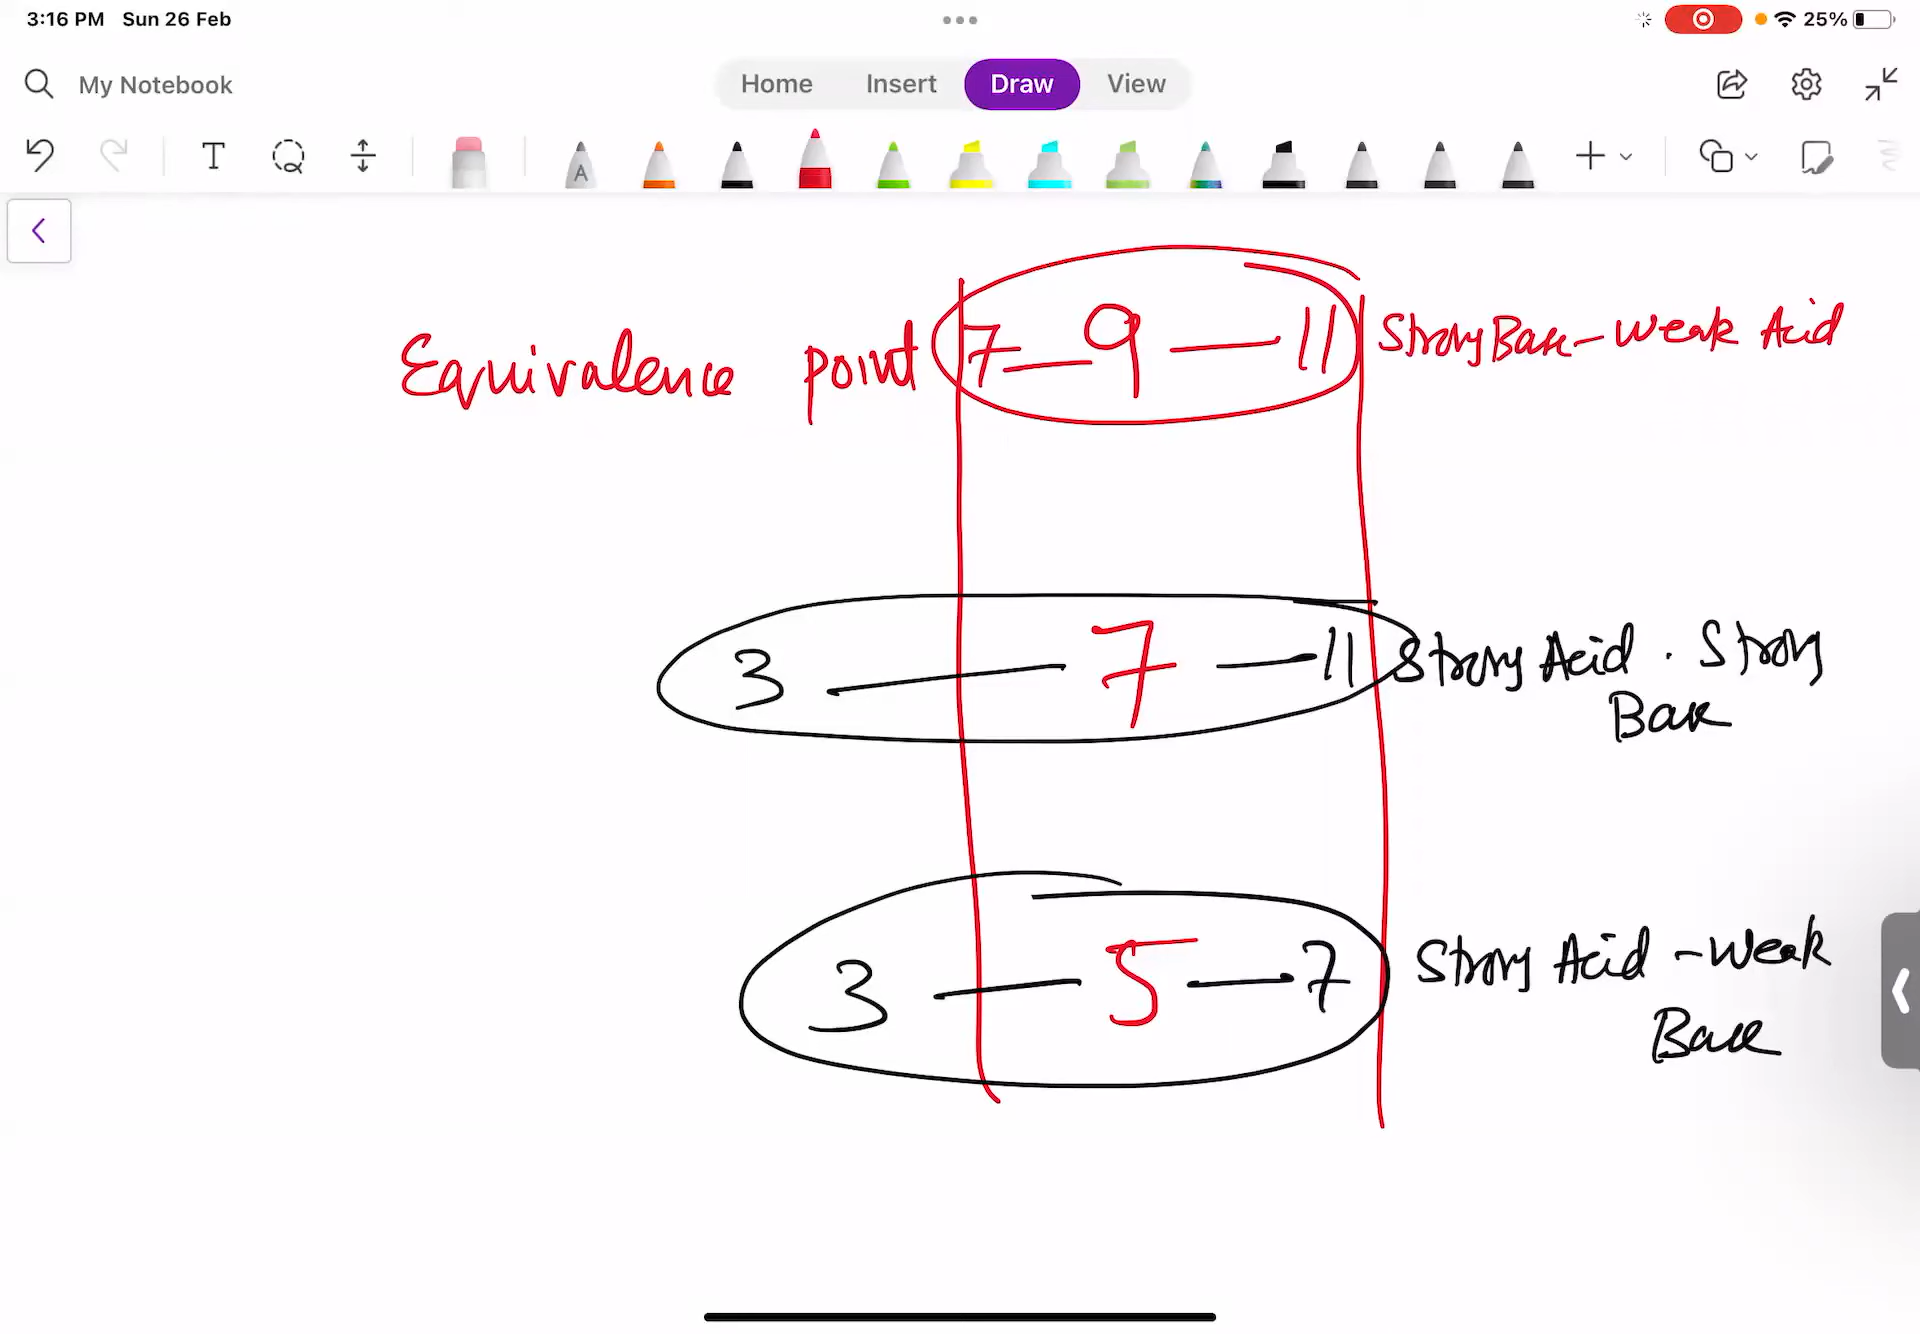 3:16 PM Sun 26 Feb
25%
My Notebook
Home Insert Draw View
T
A
Equivalence point 7 — 9 — 11 Strong Base - Weak Acid
3 — 7 — 11 Strong Acid . Strong
Base
3 — 5 — 7 Strong Acid - Weak
Base